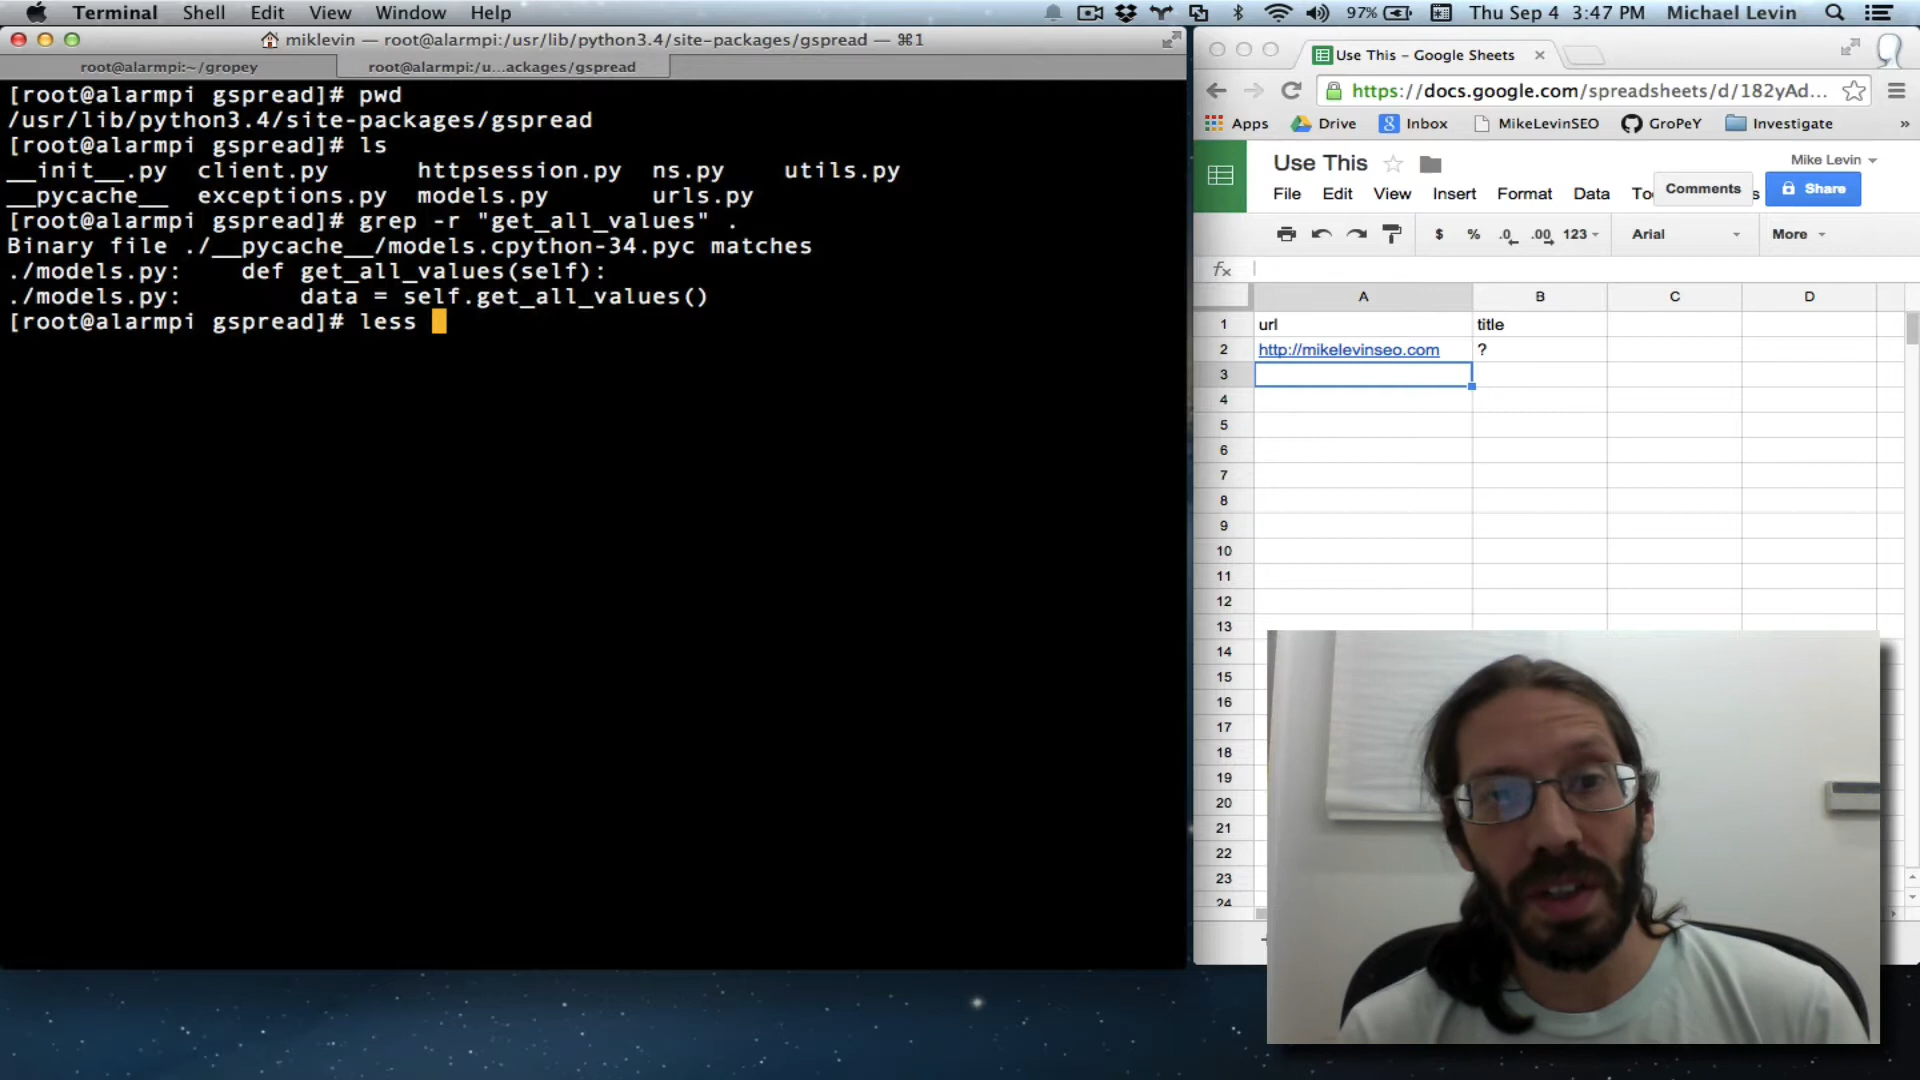 Terminal Shell Edit View Window Help 97% Thu Sep 4 3:47 PM Michael Levin
miklevin — root@alarmpi:/usr/lib/python3.4/site-packages/gspread — ⌘1
root@alarmpi:~/gropey root@alarmpi:/u...ackages/gspread
[root@alarmpi gspread]# pwd
/usr/lib/python3.4/site-packages/gspread
[root@alarmpi gspread]# ls
__init__.py client.py httpsession.py ns.py utils.py
__pycache__ exceptions.py models.py urls.py
[root@alarmpi gspread]# grep -r "get_all_values" .
Binary file ./__pycache__/models.cpython-34.pyc matches
./models.py: def get_all_values(self):
./models.py: data = self.get_all_values()
[root@alarmpi gspread]# less
Use This – Google Sheets
https://docs.google.com/spreadsheets/d/182yAd...
Apps Drive Inbox MikeLevinSEO GroPeY Investigate »
Use This Mike Levin
File Edit View Insert Format Data To s Comments Share
$ % .0 .00 123 Arial More
fx
A B C D
1 url title
2 http://mikelevinseo.com ?
3
4
5
6
7
8
9
10
11
12
13
14
15
16
17
18
19
20
21
22
23
24